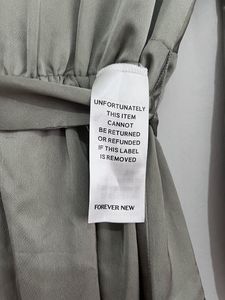 UNFORTUNATELY
THIS ITEM
CANNOT
BE RETURNED
OR REFUNDED
IF THIS LABEL
IS REMOVED
FOREVER NEW